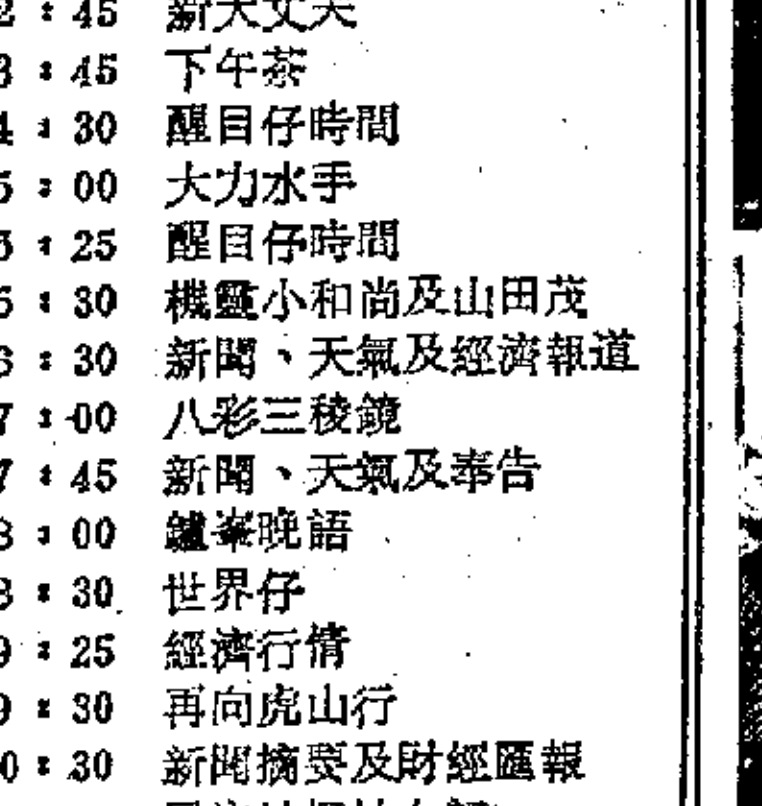 2：45 新大丈夫
3：45 下午茶
4：30 醒目仔時間
5：00 大力水手
5：25 醒目仔時間
5：30 機靈小和尚及山田茂
6：30 新聞、天氣及經濟報道
7：00 八彩三稜鏡
7：45 新聞、天氣及奉告
8：00 鑪峯晚語
8：30 世界仔
9：25 經濟行情
9：30 再向虎山行
0：30 新聞摘要及財經匯報